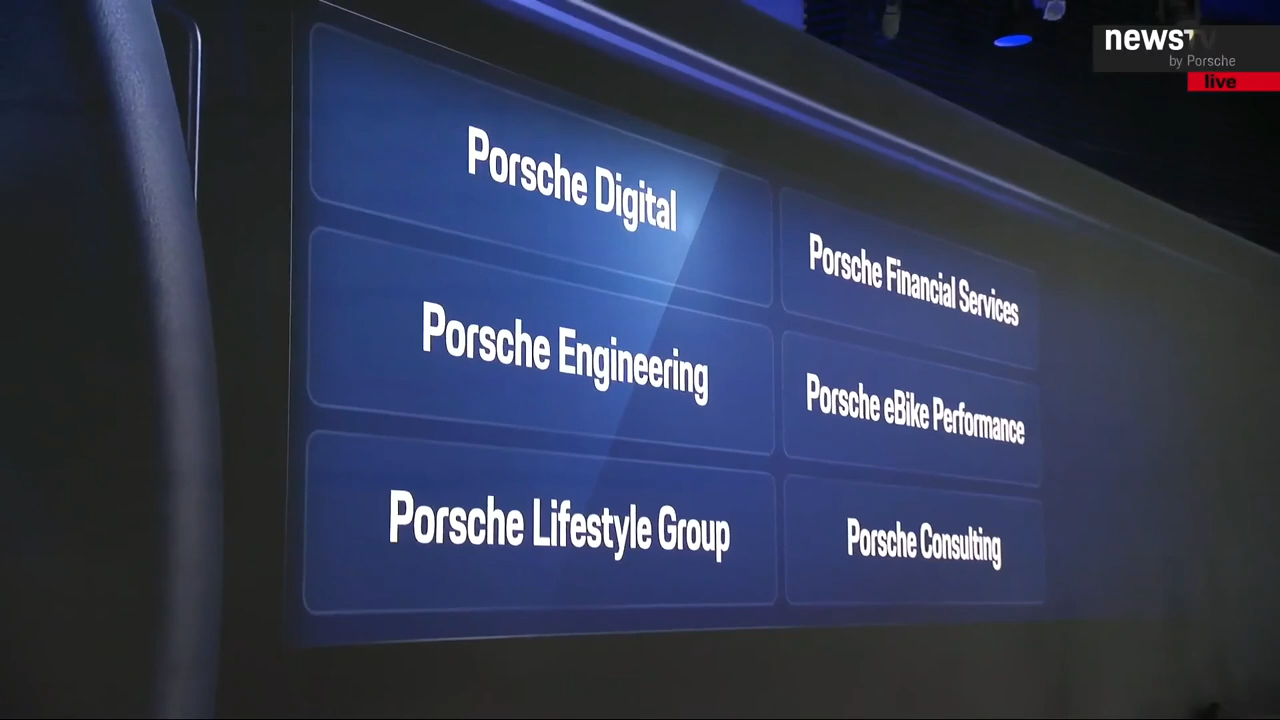 newstv
by Porsche
live
Porsche Digital
Porsche Financial Services
Porsche Engineering
Porsche eBike Performance
Porsche Lifestyle Group
Porsche Consulting